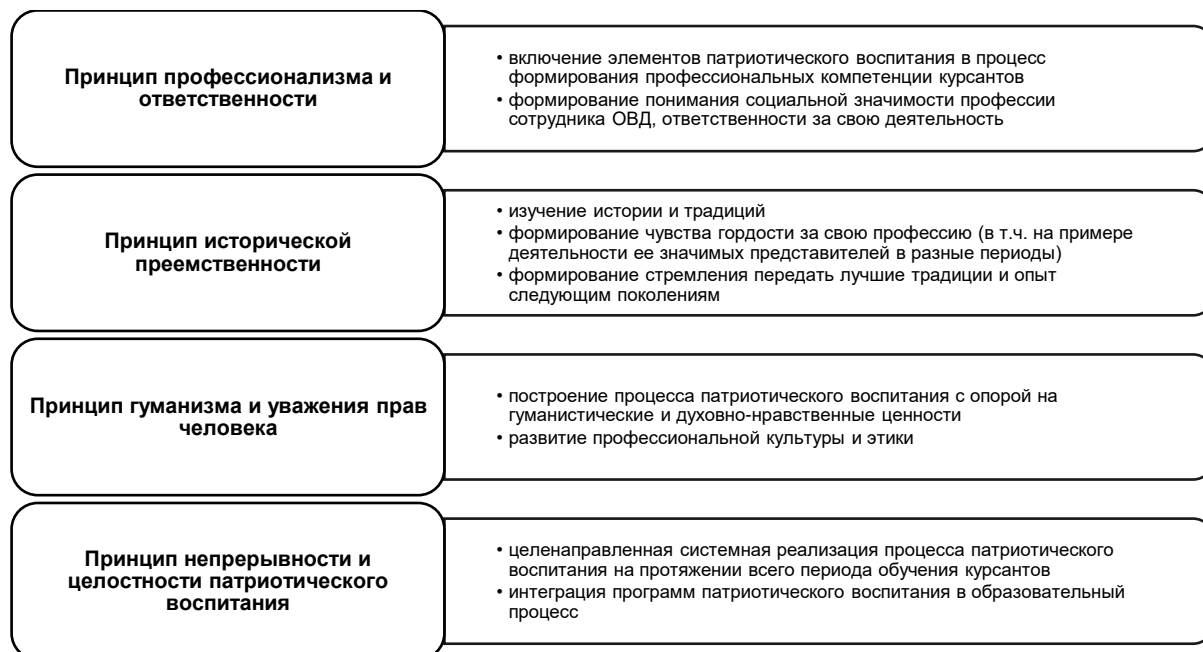 Принцип профессионализма и
ответственности
• включение элементов патриотического воспитания в процесс
формирования профессиональных компетенции курсантов
• формирование понимания социальной значимости профессии
сотрудника ОВД, ответственности за свою деятельность
Принцип исторической
преемственности
• изучение истории и традиций
• формирование чувства гордости за свою профессию (в т.ч. на примере
деятельности ее значимых представителей в разные периоды)
• формирование стремления передать лучшие традиции и опыт
следующим поколениям
Принцип гуманизма и уважения прав
человека
• построение процесса патриотического воспитания с опорой на
гуманистические и духовно-нравственные ценности
• развитие профессиональной культуры и этики
Принцип непрерывности и
целостности патриотического
воспитания
• целенаправленная системная реализация процесса патриотического
воспитания на протяжении всего периода обучения курсантов
• интеграция программ патриотического воспитания в образовательный
процесс